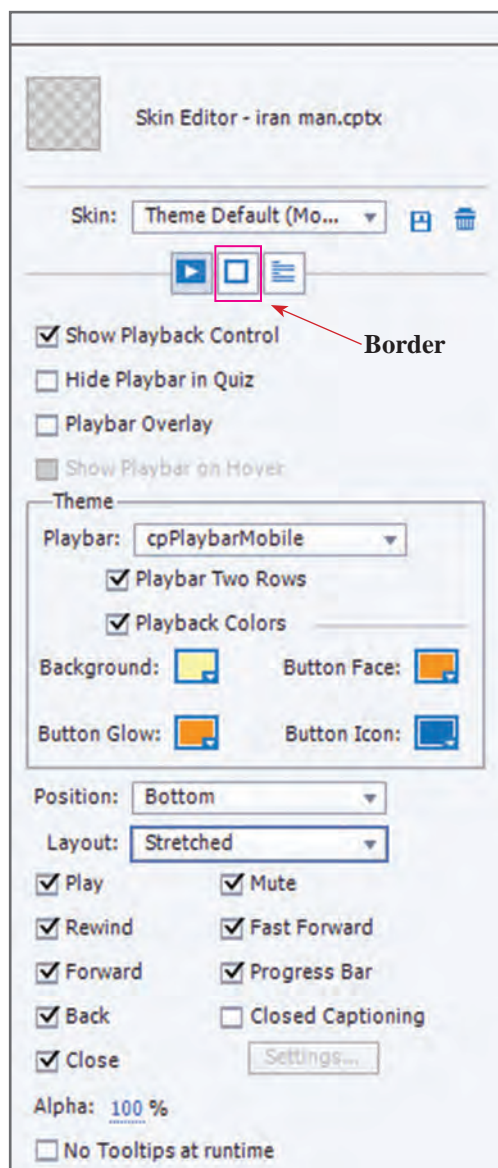 Skin Editor - iran man.cptx
Skin: Theme Default (Mo...
Border
Show Playback Control
Hide Playbar in Quiz
Playbar Overlay
Show Playbar on Hover
Theme
Playbar: cpPlaybarMobile
Playbar Two Rows
Playback Colors
Background: Button Face:
Button Glow: Button Icon:
Position: Bottom
Layout: Stretched
Play Mute
Rewind Fast Forward
Forward Progress Bar
Back Closed Captioning
Close Settings...
Alpha: 100 %
No Tooltips at runtime